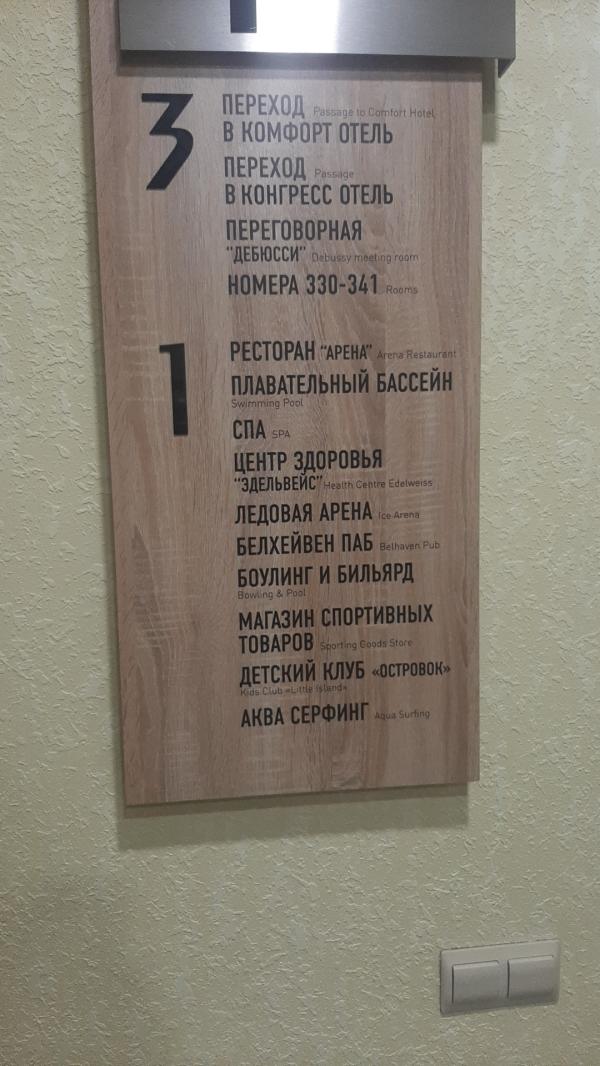 3
ПЕРЕХОД Passage to Comfort Hotel
В КОМФОРТ ОТЕЛЬ
ПЕРЕХОД Passage
В КОНГРЕСС ОТЕЛЬ
ПЕРЕГОВОРНАЯ
“ДЕБЮССИ” Debussy meeting room
НОМЕРА 330-341 Rooms
1
РЕСТОРАН “АРЕНА” Arena Restaurant
ПЛАВАТЕЛЬНЫЙ БАССЕЙН
Swimming Pool
СПА SPA
ЦЕНТР ЗДОРОВЬЯ
“ЭДЕЛЬВЕЙС” Health Centre Edelweiss
ЛЕДОВАЯ АРЕНА Ice Arena
БЕЛХЕЙВЕН ПАБ Belhaven Pub
БОУЛИНГ И БИЛЬЯРД
Bowling & Pool
МАГАЗИН СПОРТИВНЫХ
ТОВАРОВ Sporting Goods Store
ДЕТСКИЙ КЛУБ «ОСТРОВОК»
Kids Club «Little Island»
АКВА СЕРФИНГ Aqua Surfing